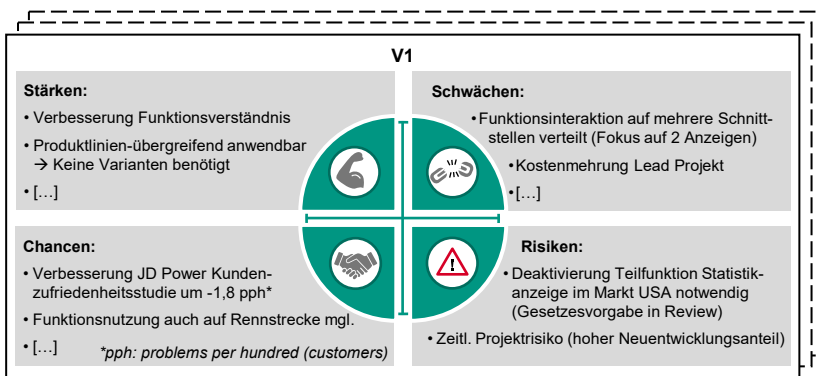 V1
Stärken:
• Verbesserung Funktionsverständnis
• Produktlinien-übergreifend anwendbar
→ Keine Varianten benötigt
• […]
Schwächen:
• Funktionsinteraktion auf mehrere Schnitt-
stellen verteilt (Fokus auf 2 Anzeigen)
• Kostenmehrung Lead Projekt
• […]
Chancen:
• Verbesserung JD Power Kunden-
zufriedenheitsstudie um -1,8 pph*
• Funktionsnutzung auch auf Rennstrecke mgl.
• […]
*pph: problems per hundred (customers)
Risiken:
• Deaktivierung Teilfunktion Statistik-
anzeige im Markt USA notwendig
(Gesetzesvorgabe in Review)
• Zeitl. Projektrisiko (hoher Neuentwicklungsanteil)